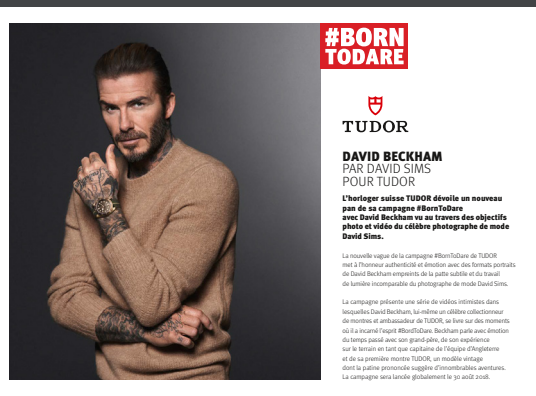 #BORN
TODARE
TUDOR
DAVID BECKHAM
PAR DAVID SIMS
POUR TUDOR
L'horloger suisse TUDOR dévoile un nouveau
pan de sa campagne #BornToDare
avec David Beckham vu au travers des objectifs
photo et vidéo du célèbre photographe de mode
David Sims.
La nouvelle vague de la campagne #BornToDare de TUDOR
met à l'honneur authenticité et émotion avec des formats portraits
de David Beckham empreints de la patte subtile et du travail
de lumière incomparable du photographe de mode David Sims.
La campagne présente une série de vidéos intimistes dans
lesquelles David Beckham, lui-même un célèbre collectionneur
de montres et ambassadeur de TUDOR, se livre sur des moments
où il a incarné l'esprit #BordToDare. Beckham parle avec émotion
du temps passé avec son grand-père, de son expérience
sur le terrain en tant que capitaine de l'équipe d'Angleterre
et de sa première montre TUDOR, un modèle vintage
dont la patine prononcée suggère d'innombrables aventures.
La campagne sera lancée globalement le 30 août 2018.